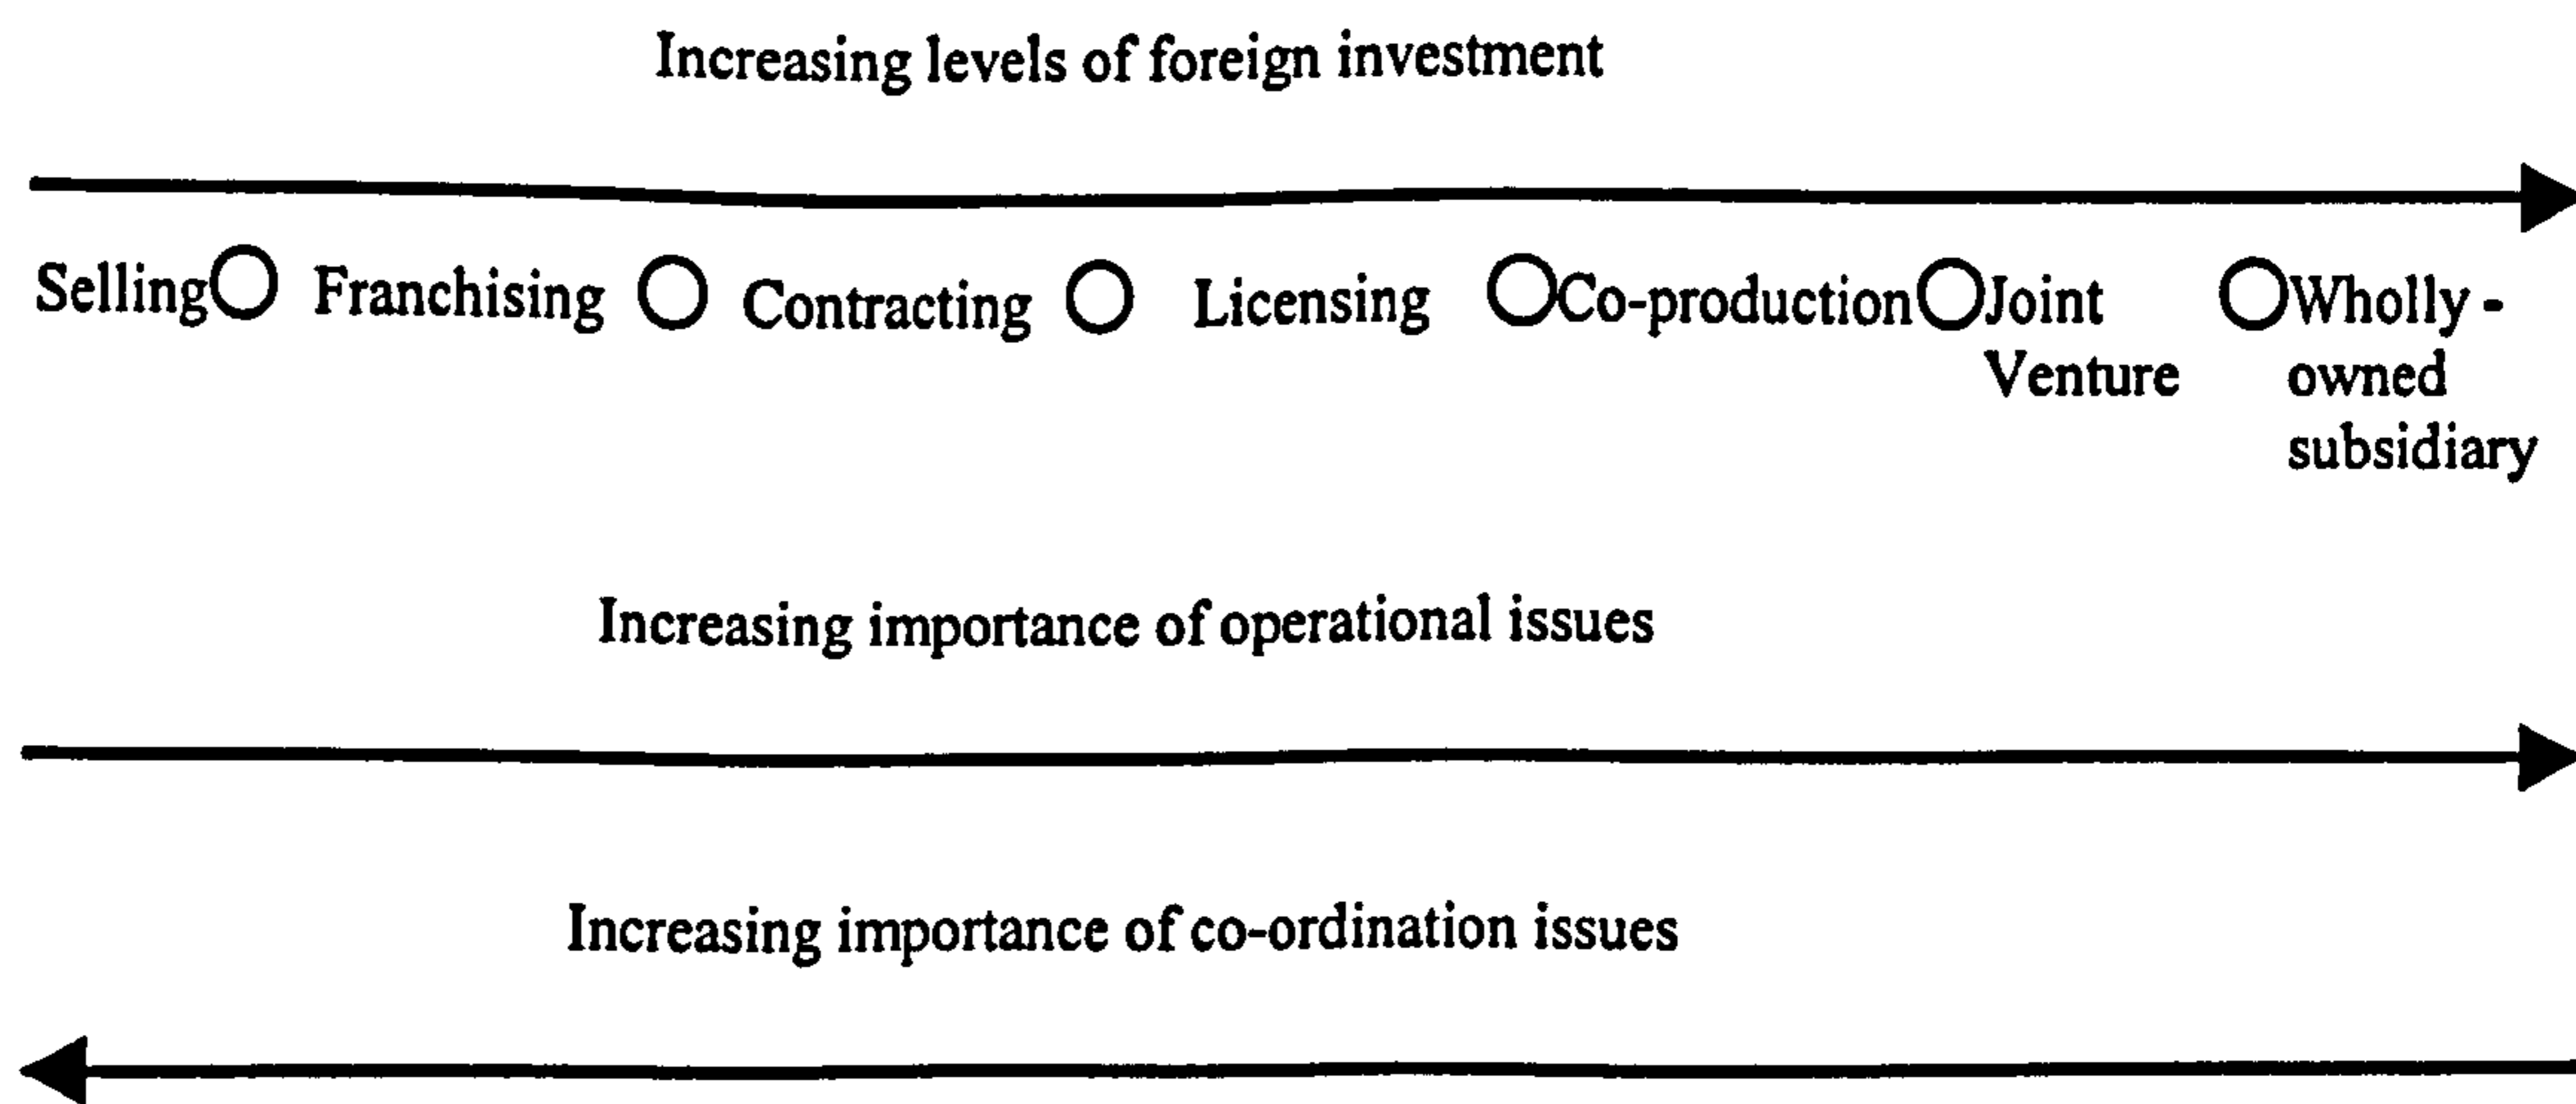 Increasing levels of foreign investment
Selling Franchising Contracting Licensing Co-production Joint Wholly -
Venture owned
subsidiary
Increasing importance of operational issues
Increasing importance of co-ordination issues